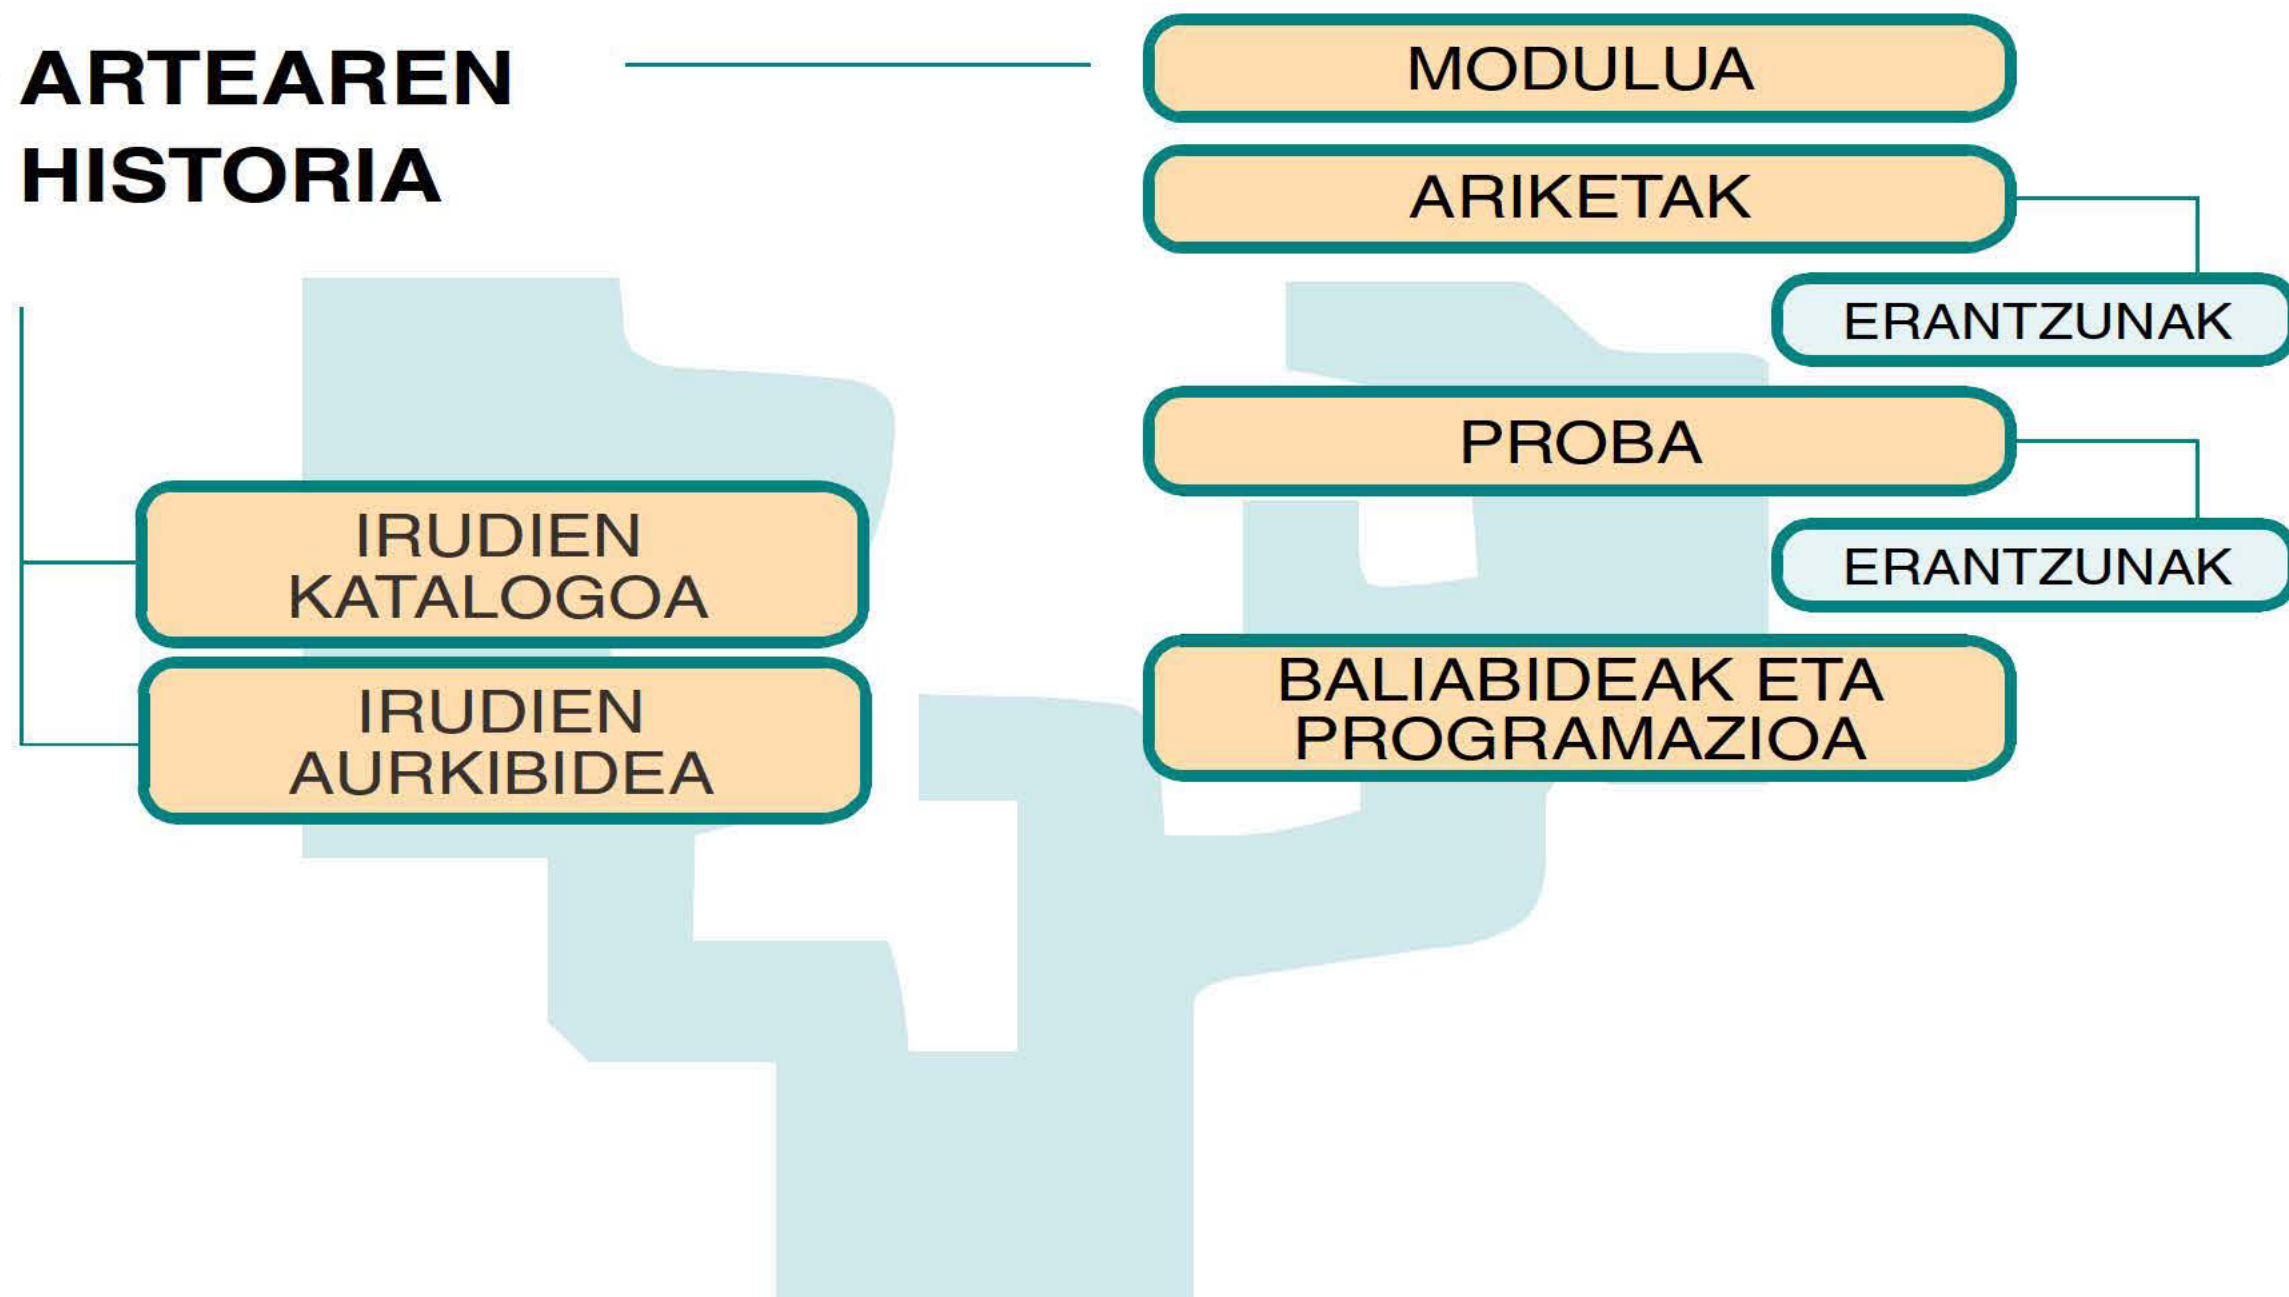 ARTEAREN
HISTORIA
MODULUA
ARIKETAK
ERANTZUNAK
PROBA
ERANTZUNAK
BALIABIDEAK ETA
PROGRAMAZIOA
IRUDIEN
KATALOGOA
IRUDIEN
AURKIBIDEA